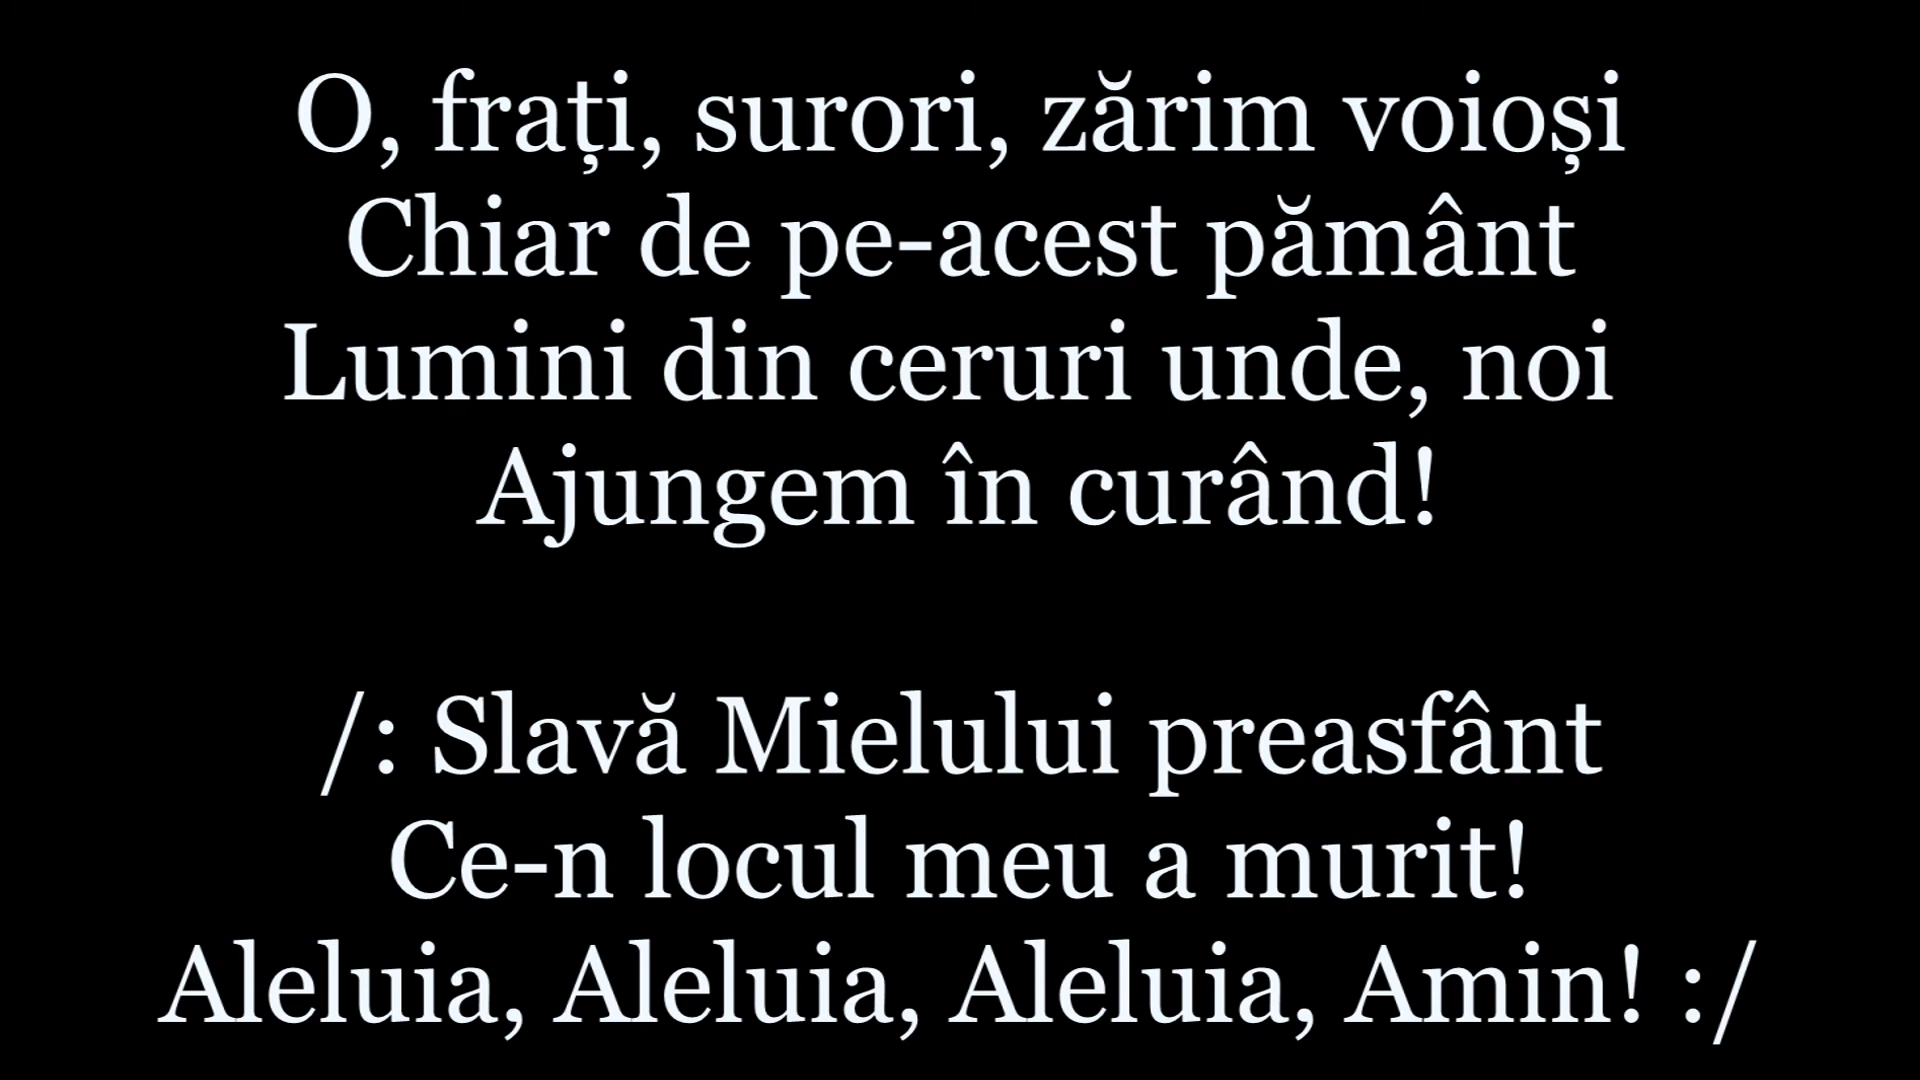 O, frați, surori, zărim voioși
Chiar de pe-acest pământ
Lumini din ceruri unde, noi
Ajungem în curând!
/: Slavă Mielului preasfânt
Ce-n locul meu a murit!
Aleluia, Aleluia, Aleluia, Amin! :/